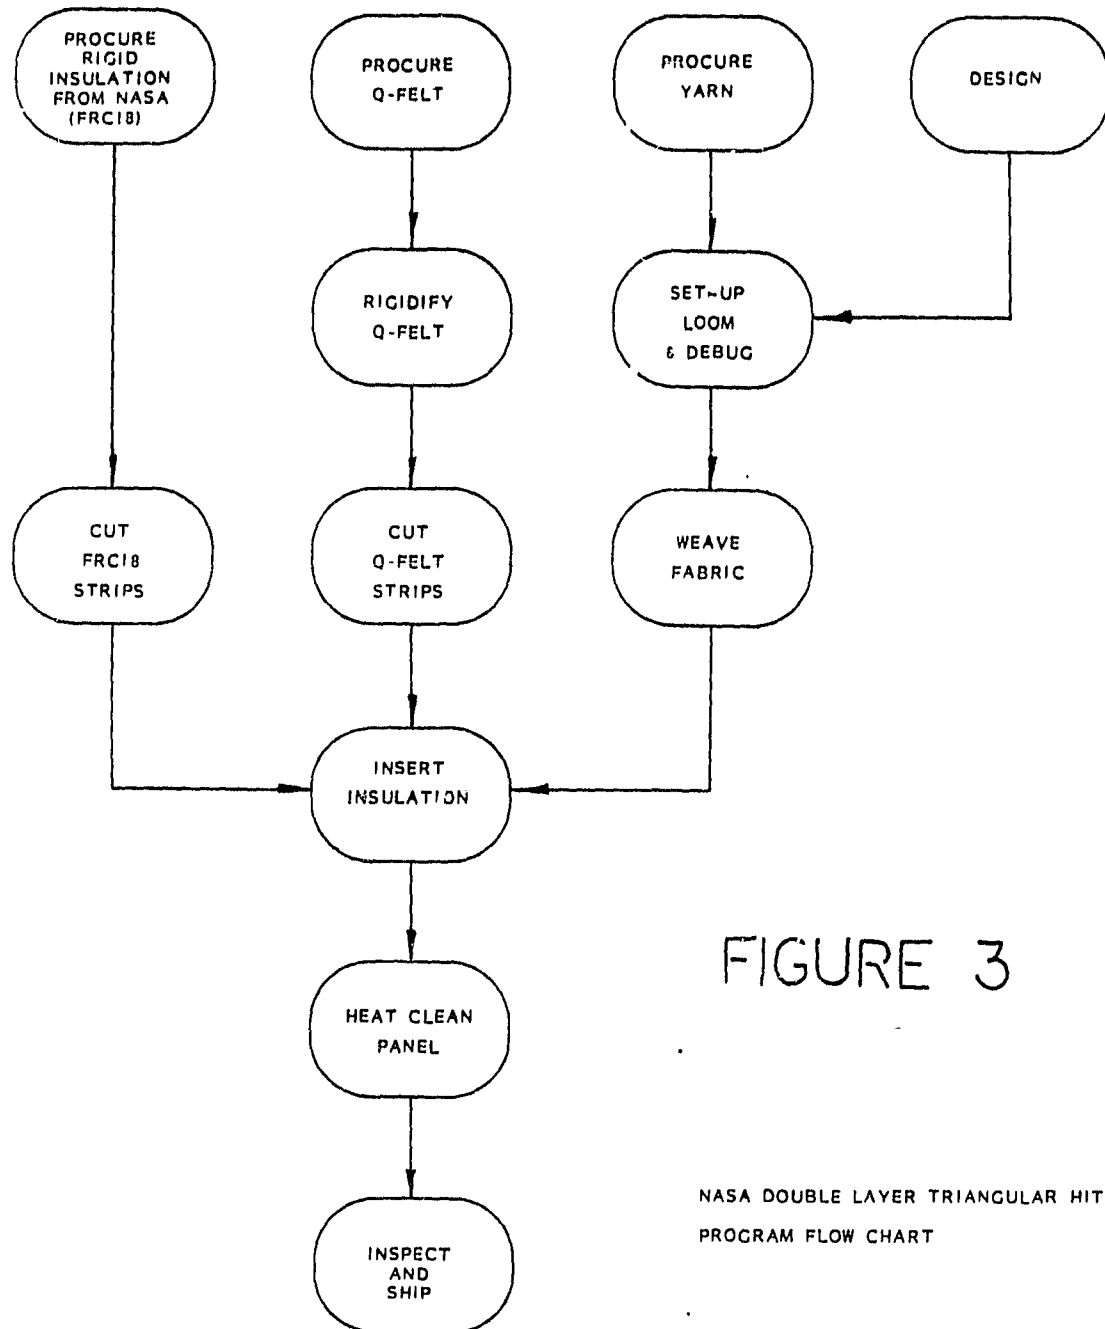 PROCURE
RIGID
INSULATION
FROM NASA
(FRCI8)
PROCURE
Q-FELT
PROCURE
YARN
DESIGN
RIGIDIFY
Q-FELT
SET-UP
LOOM
& DEBUG
CUT
FRCI8
STRIPS
CUT
Q-FELT
STRIPS
WEAVE
FABRIC
INSERT
INSULATION
HEAT CLEAN
PANEL
INSPECT
AND
SHIP
FIGURE 3
NASA DOUBLE LAYER TRIANGULAR HIT
PROGRAM FLOW CHART